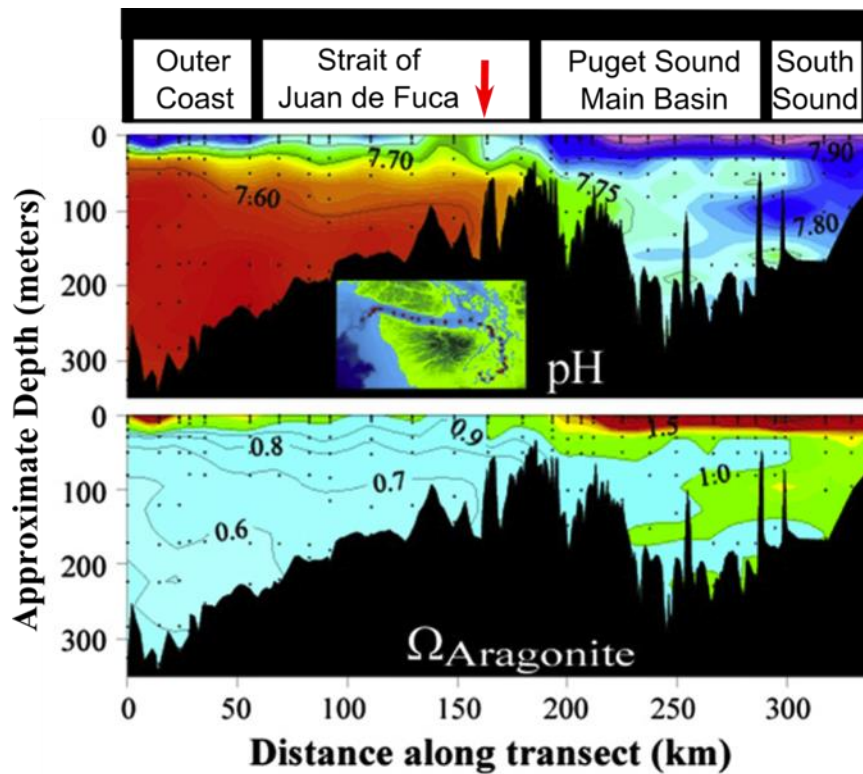 Outer
Coast
Strait of
Juan de Fuca
Puget Sound
Main Basin
South
Sound
0
100
200
300
7.70
7.60
7.75
7.90
7.80
pH
Approximate Depth (meters)
0
100
200
300
0.8
0.9
0.7
0.6
1.5
1.0
ΩAragonite
0
50
100
150
200
250
300
Distance along transect (km)